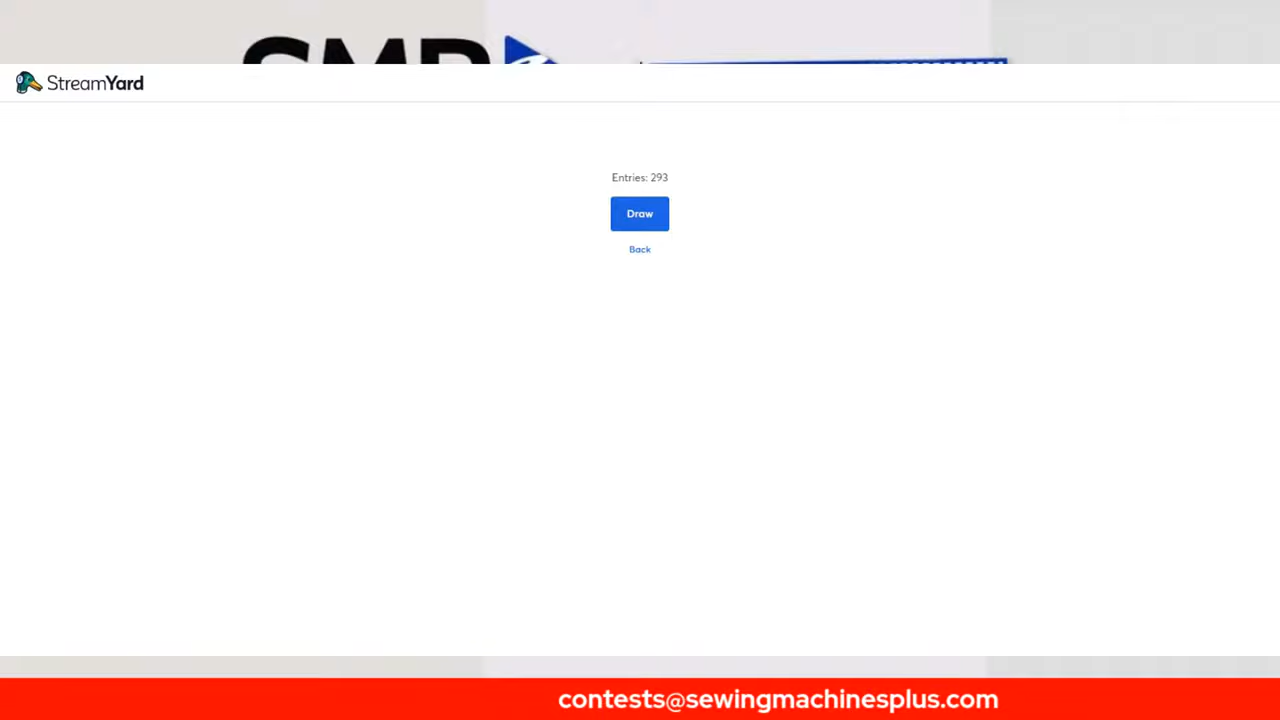 StreamYard
Entries: 293
Draw
Back
contests@sewingmachinesplus.com